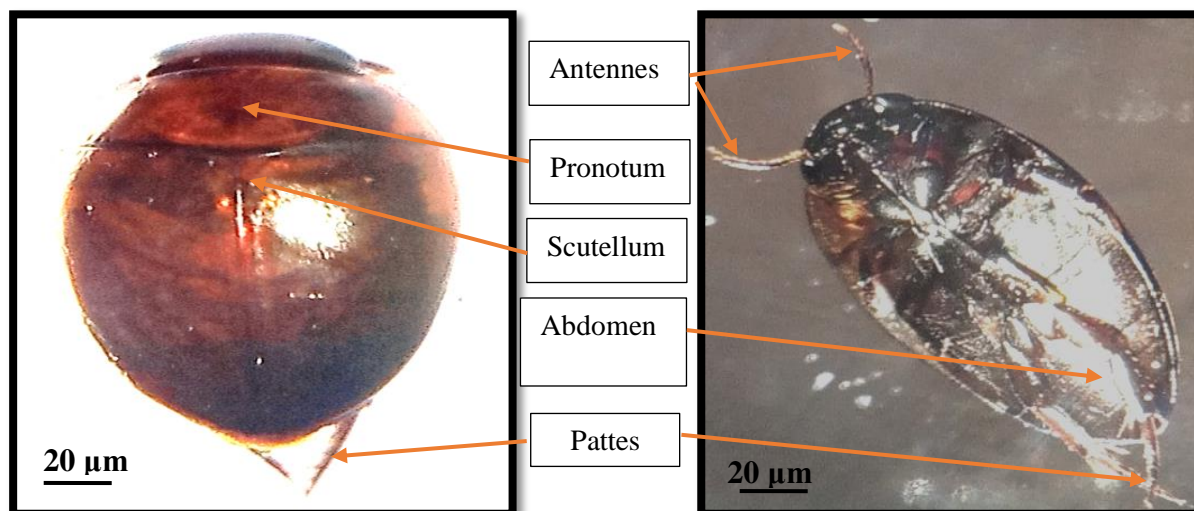 Antennes
Pronotum
Scutellum
Abdomen
Pattes
20 µm
20 µm